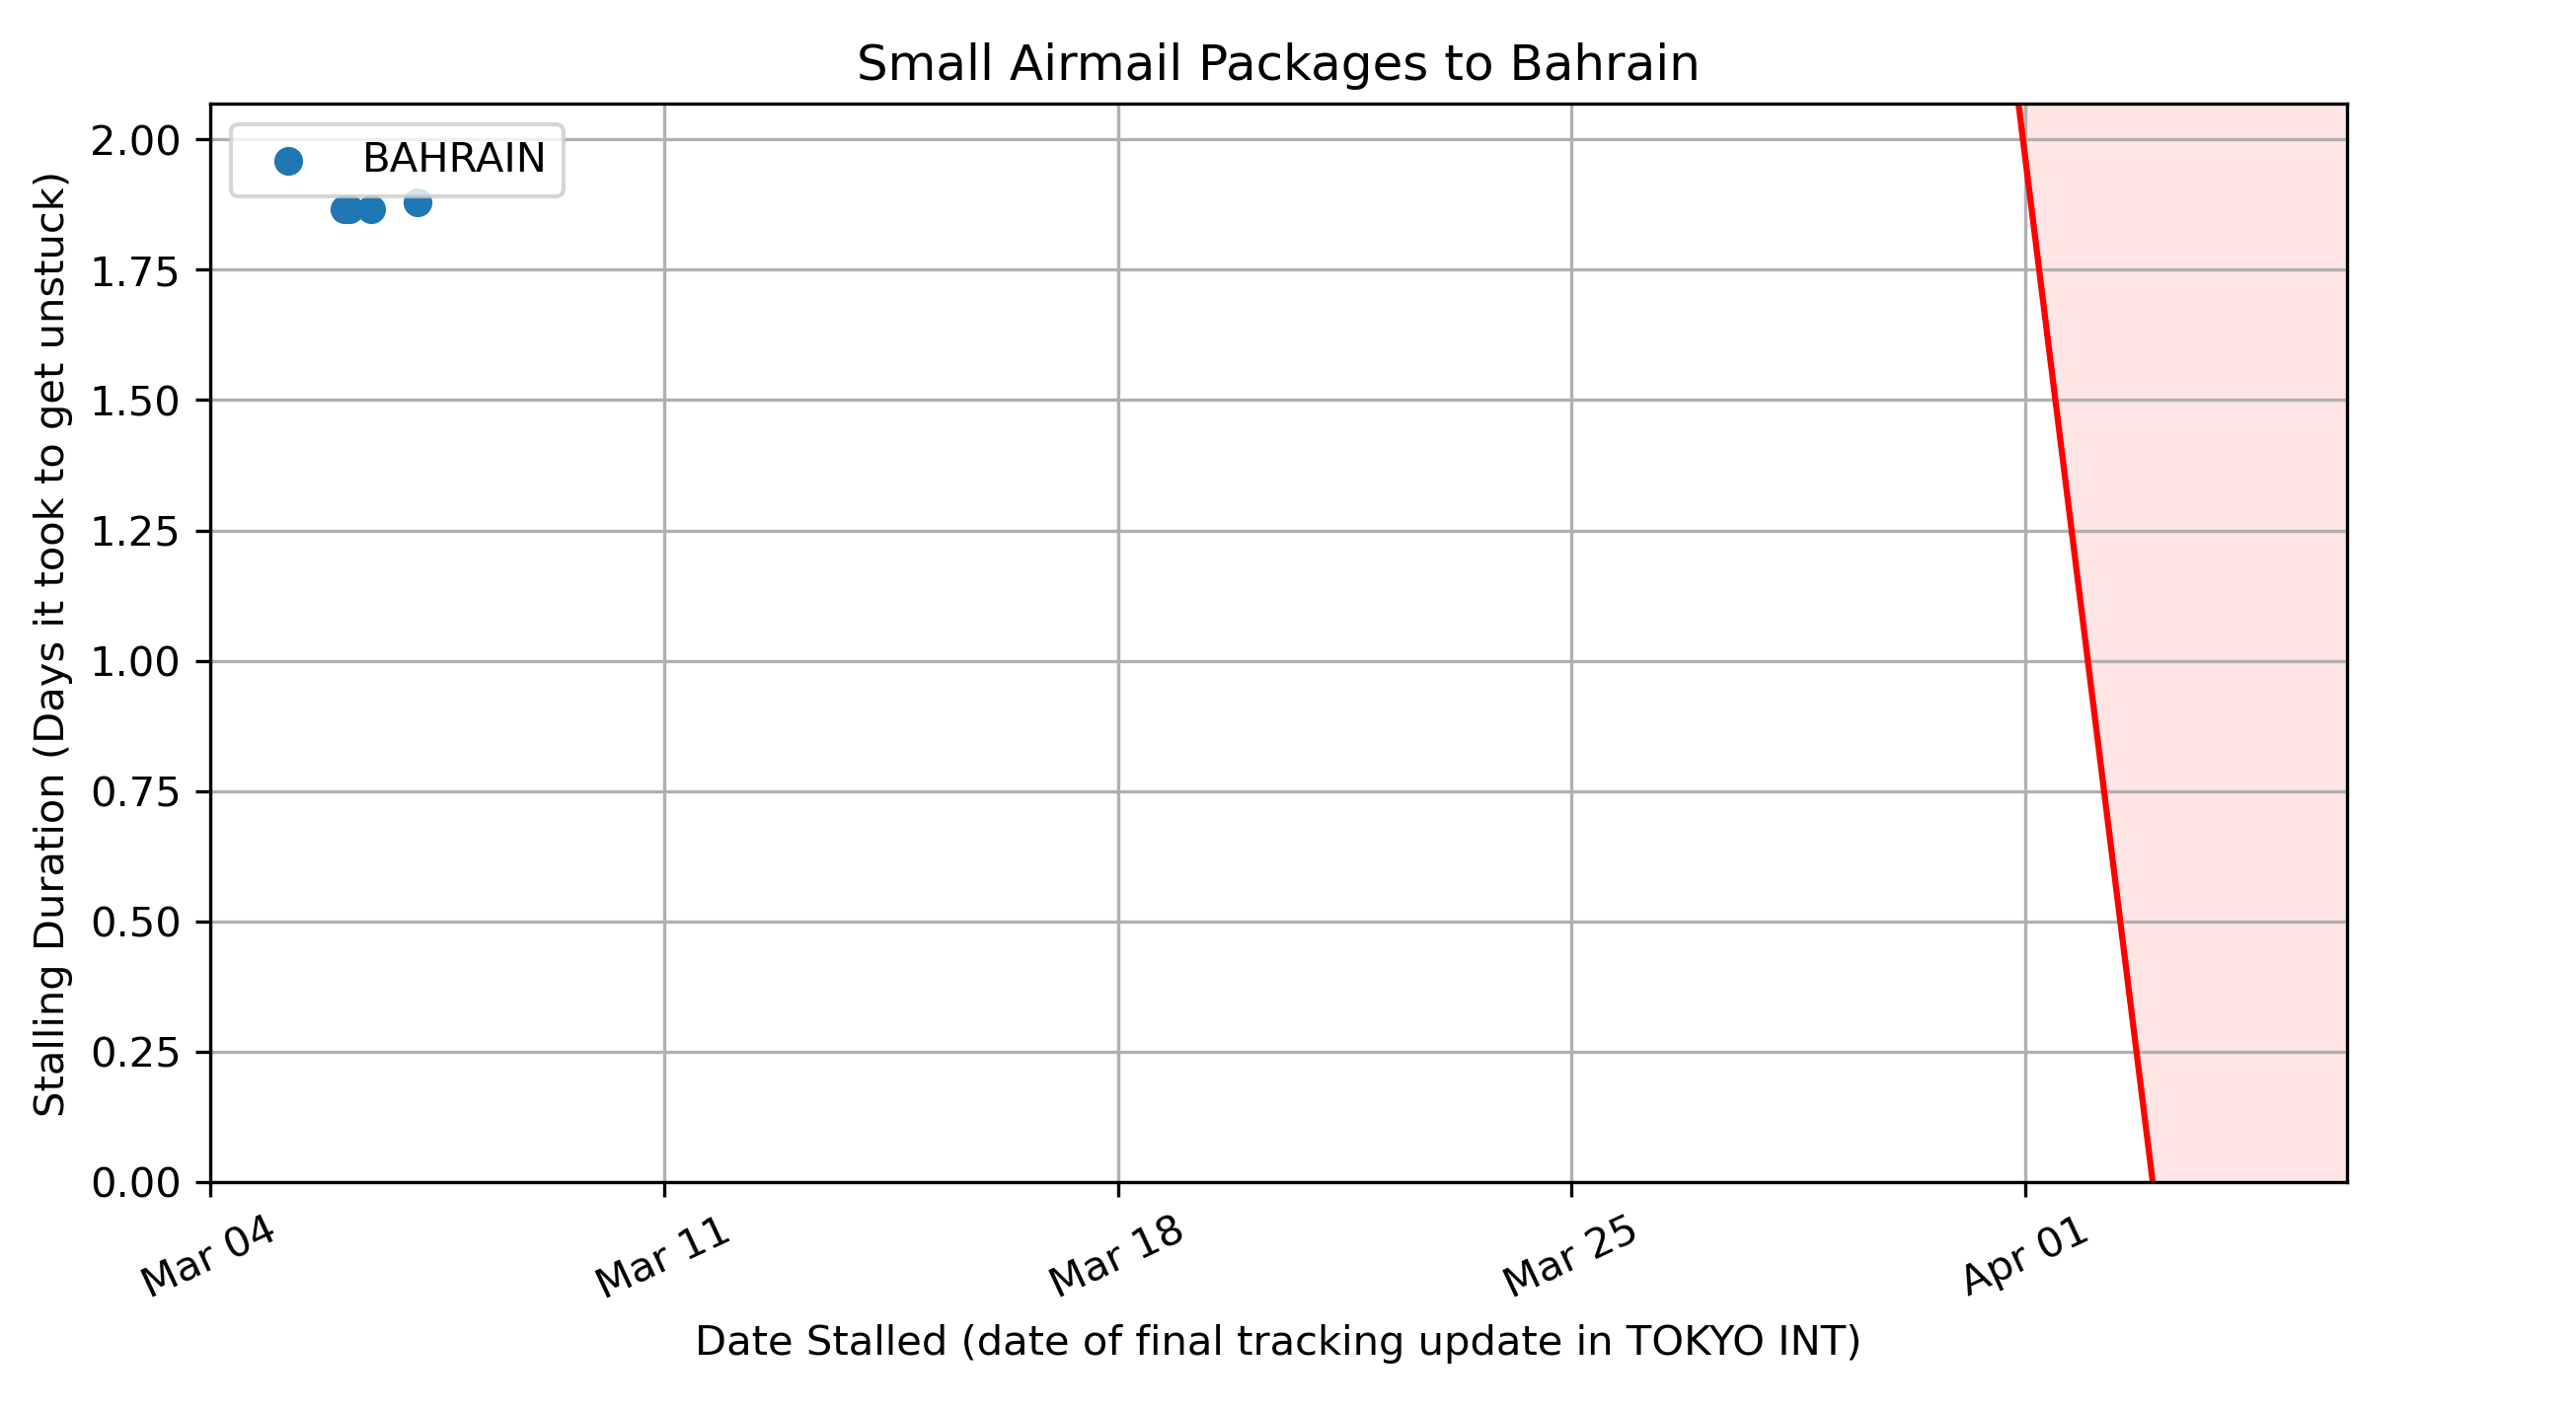 Small Airmail Packages to Bahrain
BAHRAIN
Stalling Duration (Days it took to get unstuck)
2.00
1.75
1.50
1.25
1.00
0.75
0.50
0.25
0.00
Mar 04
Mar 11
Mar 18
Mar 25
Apr 01
Date Stalled (date of final tracking update in TOKYO INT)